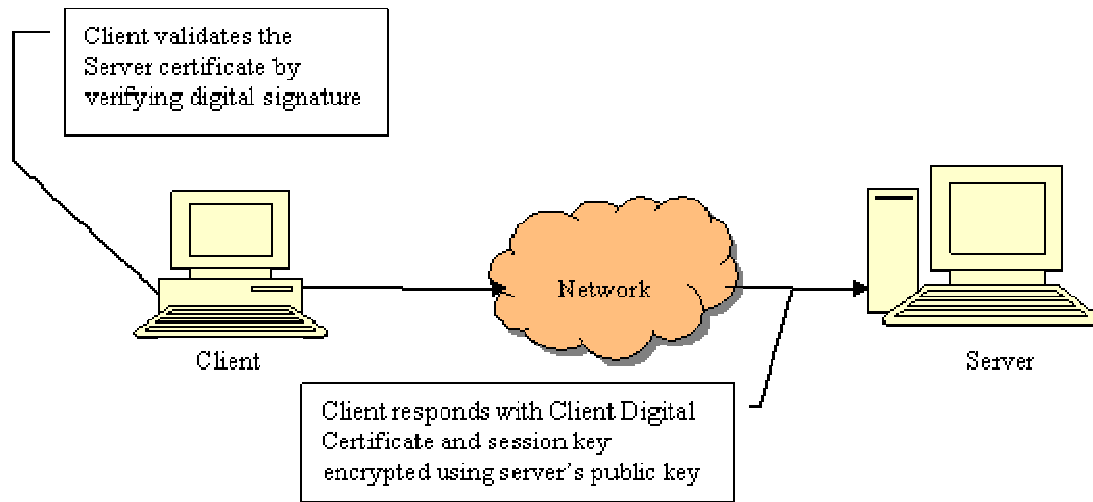 Client validates the
Server certificate by
verifying digital signature
Network
Client
Server
Client responds with Client Digital
Certificate and session key
encrypted using server's public key